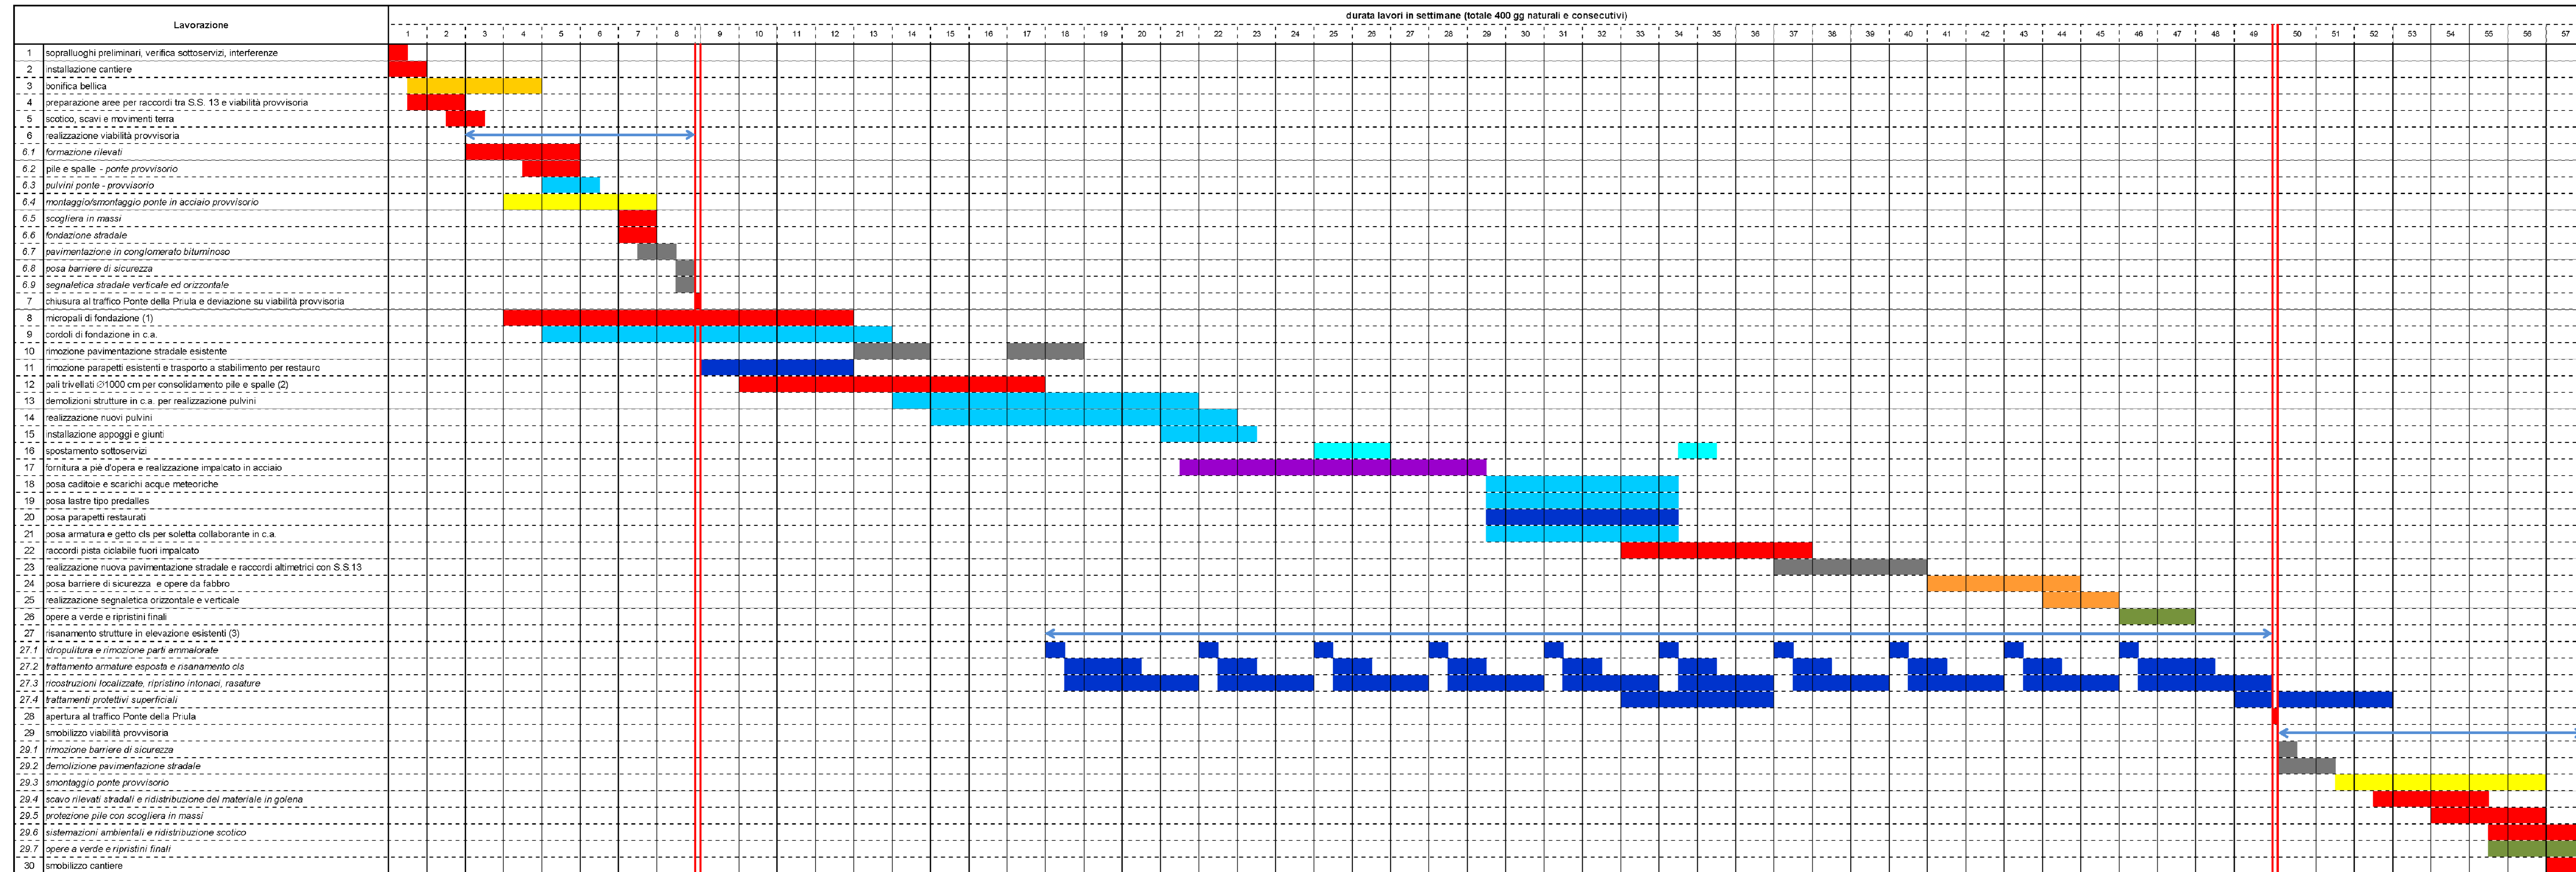 Lavorazione
durata lavori in settimane (totale 400 gg naturali e consecutivi)
1 2 3 4 5 6 7 8 9 10 11 12 13 14 15 16 17 18 19 20 21 22 23 24 25 26 27 28 29 30 31 32 33 34 35 36 37 38 39 40 41 42 43 44 45 46 47 48 49 50 51 52 53 54 55 56 57
1 sopralluoghi preliminari, verifica sottoservizi, interferenze
2 installazione cantiere
3 bonifica bellica
4 preparazione aree per raccordi tra S.S. 13 e viabilità provvisoria
5 scotico, scavi e movimenti terra
6 realizzazione viabilità provvisoria
6.1 formazione rilevati
6.2 pile e spalle - ponte provvisorio
6.3 pulvini ponte - provvisorio
6.4 montaggio/smontaggio ponte in acciaio provvisorio
6.5 scogliera in massi
6.6 fondazione stradale
6.7 pavimentazione in conglomerato bituminoso
6.8 posa barriere di sicurezza
6.9 segnaletica stradale verticale ed orizzontale
7 chiusura al traffico Ponte della Priula e deviazione su viabilità provvisoria
8 micropali di fondazione (1)
9 cordoli di fondazione in c.a.
10 rimozione pavimentazione stradale esistente
11 rimozione parapetti esistenti e trasporto a stabilimento per restauro
12 pali trivellati ∅1000 cm per consolidamento pile e spalle (2)
13 demolizioni strutture in c.a. per realizzazione pulvini
14 realizzazione nuovi pulvini
15 installazione appoggi e giunti
16 spostamento sottoservizi
17 fornitura a piè d'opera e realizzazione impalcato in acciaio
18 posa caditoie e scarichi acque meteoriche
19 posa lastre tipo predalles
20 posa parapetti restaurati
21 posa armatura e getto cls per soletta collaborante in c.a.
22 raccordi pista ciclabile fuori impalcato
23 realizzazione nuova pavimentazione stradale e raccordi altimetrici con S.S.13
24 posa barriere di sicurezza e opere da fabbro
25 realizzazione segnaletica orizzontale e verticale
26 opere a verde e ripristini finali
27 risanamento strutture in elevazione esistenti (3)
27.1 idropulitura e rimozione parti ammalorate
27.2 trattamento armature esposta e risanamento cls
27.3 ricostruzioni localizzate, ripristino intonaci, rasature
27.4 trattamenti protettivi superficiali
28 apertura al traffico Ponte della Priula
29 smobilizzo viabilità provvisoria
29.1 rimozione barriere di sicurezza
29.2 demolizione pavimentazione stradale
29.3 smontaggio ponte provvisorio
29.4 scavo rilevati stradali e ridistribuzione del materiale in golena
29.5 protezione pile con scogliera in massi
29.6 sistemazioni ambientali e ridistribuzione scotico
29.7 opere a verde e ripristini finali
30 smobilizzo cantiere